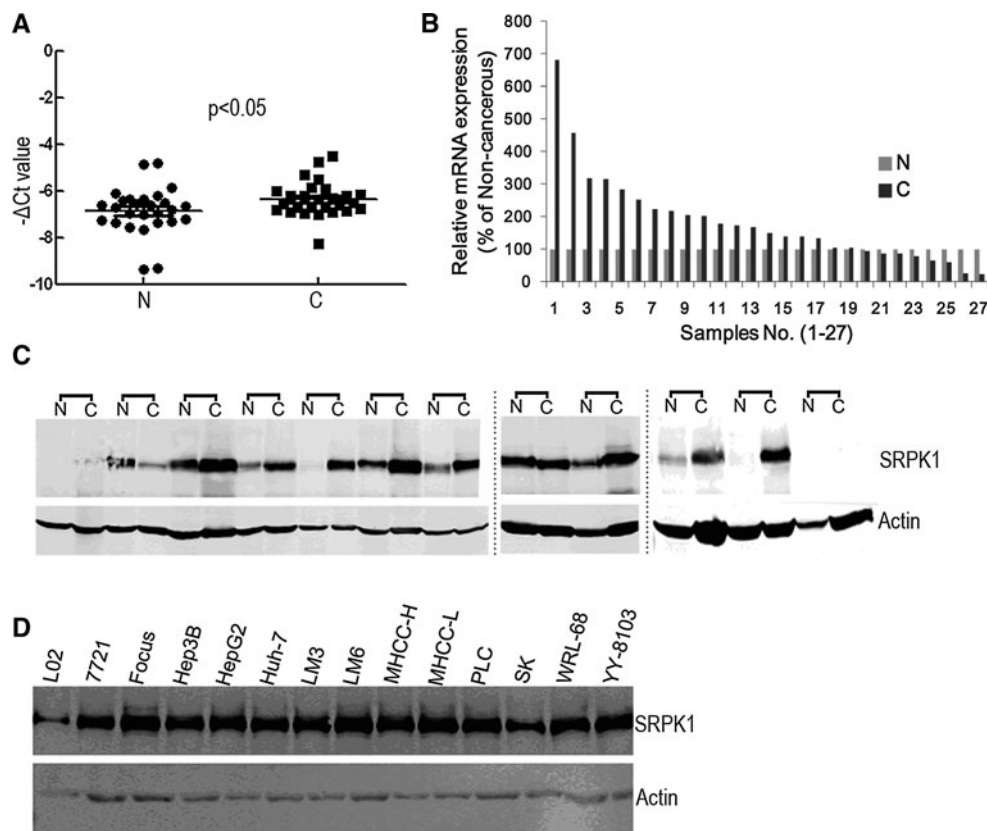 A
0
-2
-4
-6
-8
-10
-ΔCt value
p<0.05
N
C
B
800
700
600
500
400
300
200
100
0
Relative mRNA expression
(% of Non-cancerous)
N
C
1 3 5 7 9 11 13 15 17 19 21 23 25 27
Samples No. (1-27)
C
N C N C N C N C N C N C N C N C N C N C N C N C
SRPK1
Actin
D
L02 7721 Focus Hep3B HepG2 Huh-7 LM3 LM6 MHCC-H MHCC-L PLC SK WRL-68 YY-8103
SRPK1
Actin